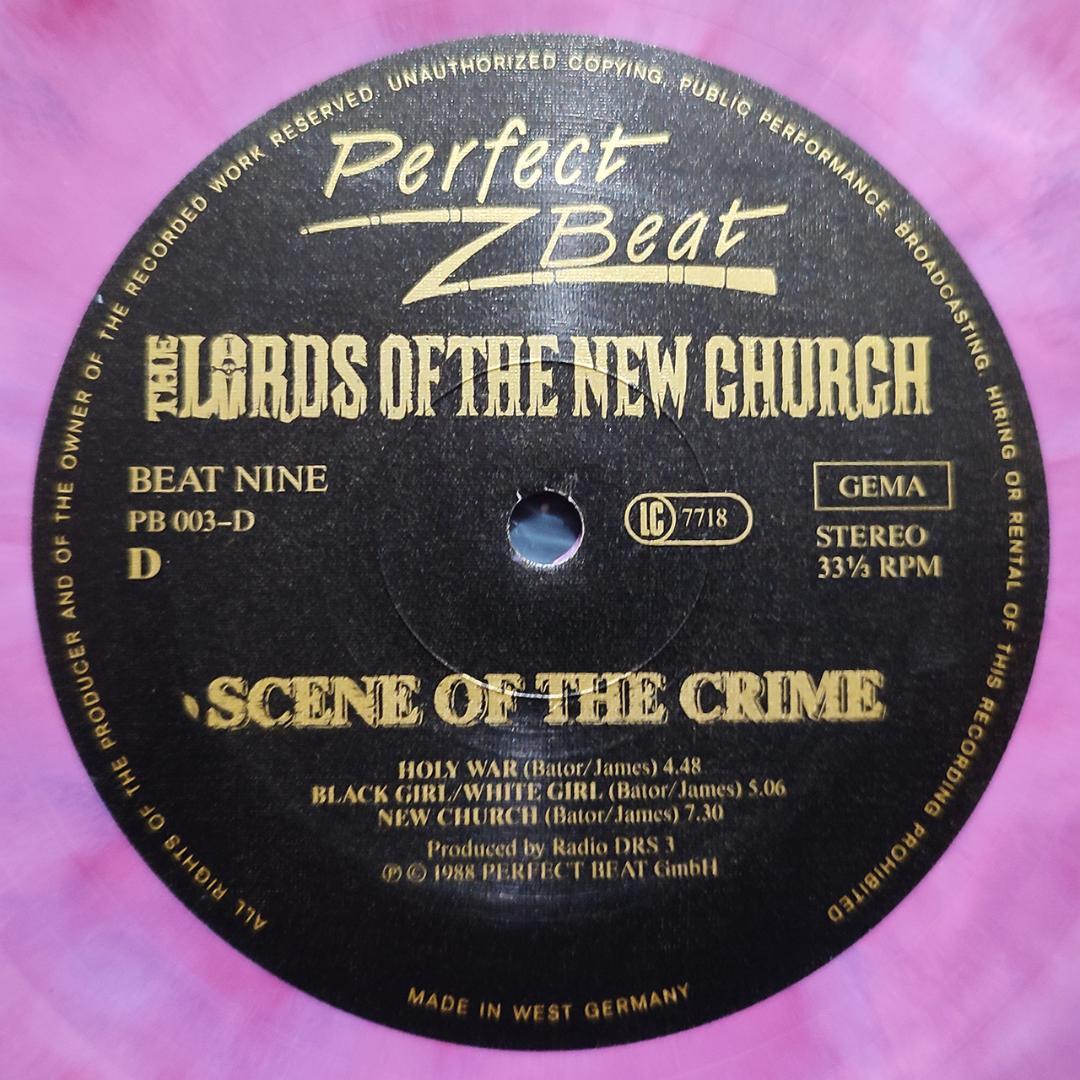 ALL RIGHTS OF THE PRODUCER AND OF THE OWNER OF THE RECORDED WORK RESERVED. UNAUTHORIZED COPYING, PUBLIC PERFORMANCE, BROADCASTING, HIRING OR RENTAL OF THIS RECORDING PROHIBITED
Perfect
Beat
THE LORDS OF THE NEW CHURCH
BEAT NINE
PB 003-D
D
LC 7718
GEMA
STEREO
33⅓ RPM
SCENE OF THE CRIME
HOLY WAR (Bator/James) 4.48
BLACK GIRL/WHITE GIRL (Bator/James) 5.06
NEW CHURCH (Bator/James) 7.30
Produced by Radio DRS 3
℗ © 1988 PERFECT BEAT GmbH
MADE IN WEST GERMANY